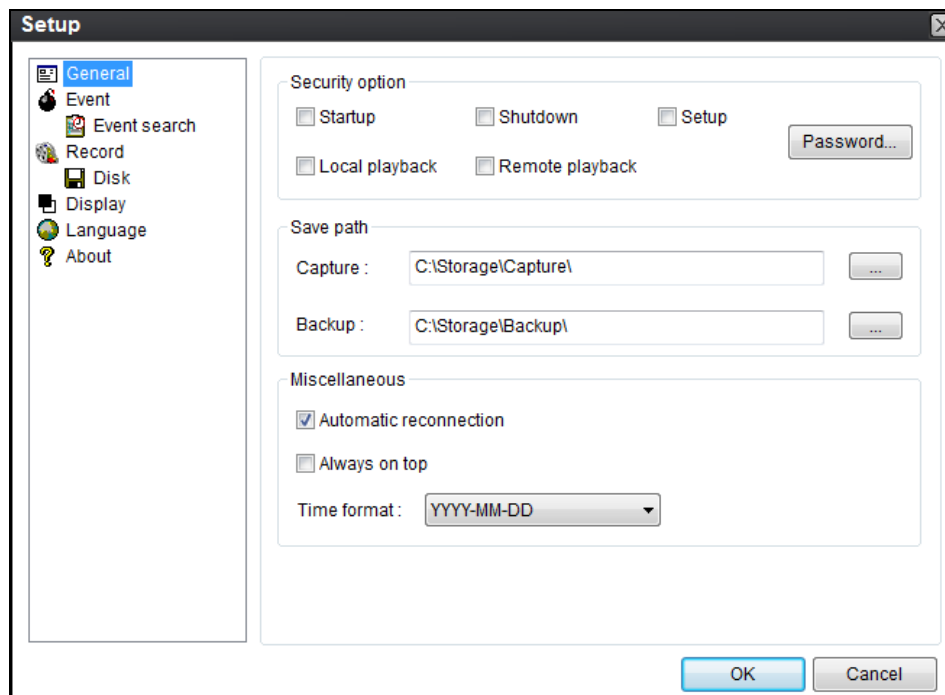 Setup
General
Event
Event search
Record
Disk
Display
Language
About
Security option
Startup
Shutdown
Setup
Local playback
Remote playback
Password...
Save path
Capture :
C:\Storage\Capture\
...
Backup :
C:\Storage\Backup\
...
Miscellaneous
Automatic reconnection
Always on top
Time format :
YYYY-MM-DD
OK
Cancel